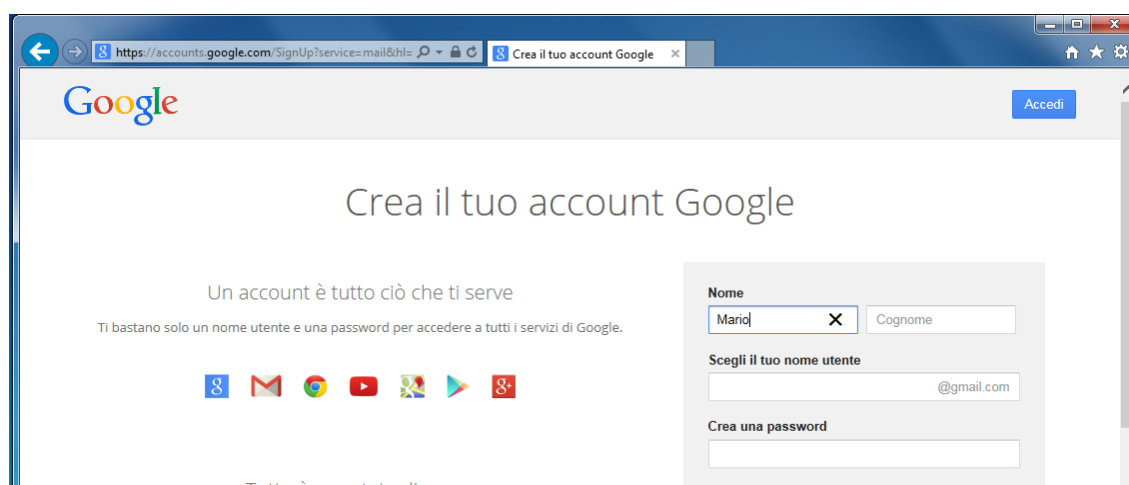 https://accounts.google.com/SignUp?service=mail&hl=
Crea il tuo account Google
Google
Accedi
Crea il tuo account Google
Un account è tutto ciò che ti serve
Ti bastano solo un nome utente e una password per accedere a tutti i servizi di Google.
Nome
Mario Cognome
Scegli il tuo nome utente
@gmail.com
Crea una password